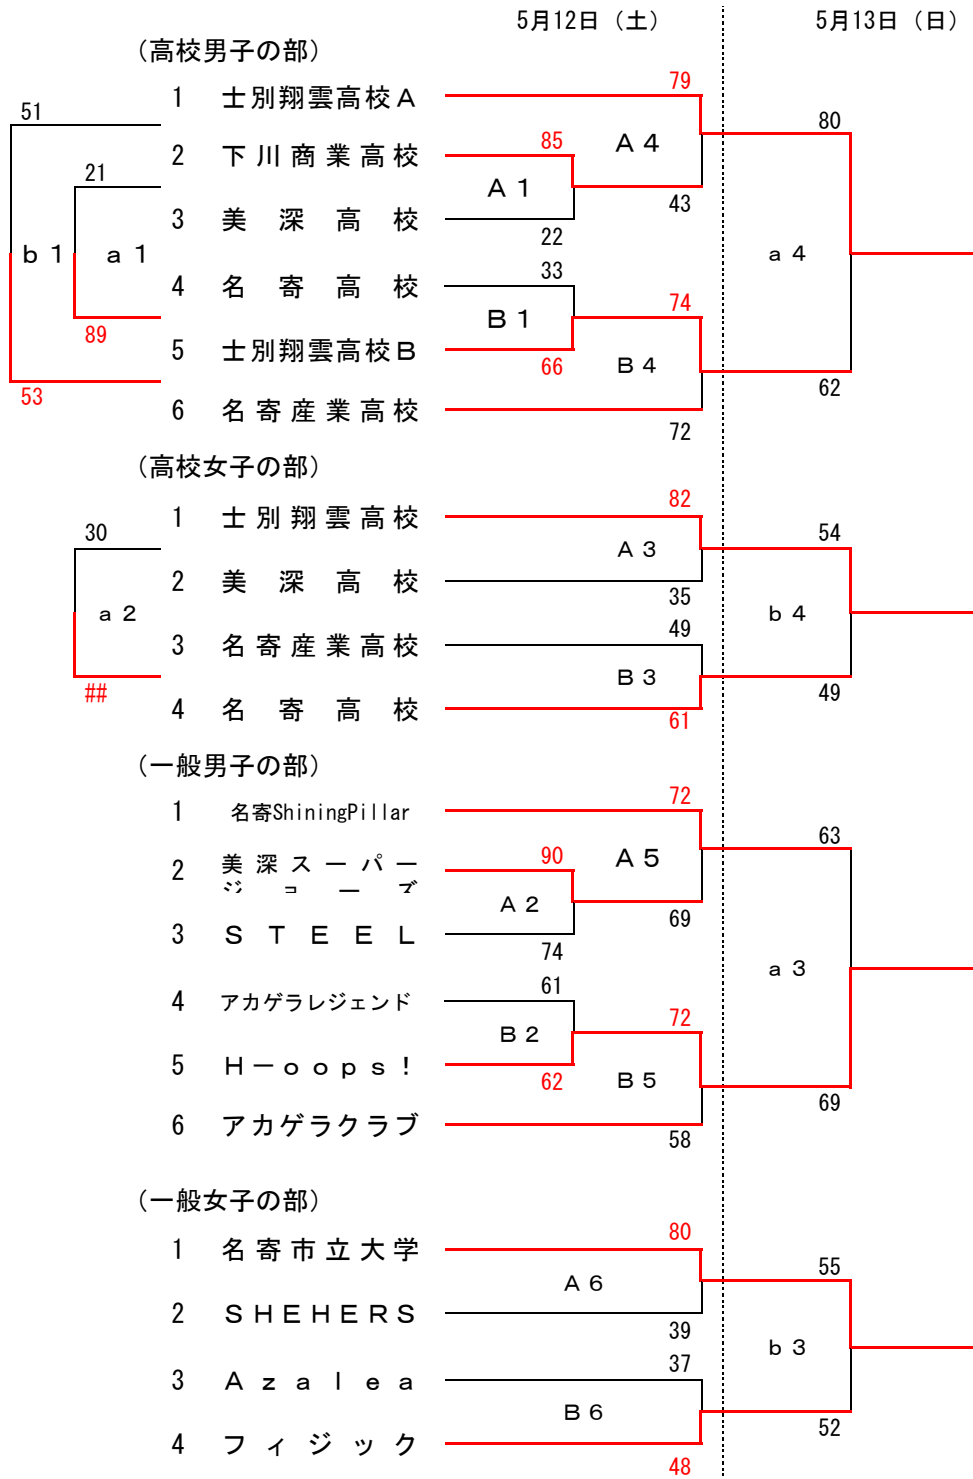 5月12日（土） 5月13日（日）
（高校男子の部）
79
1 士別翔雲高校A
51
80
85
A4
2 下川商業高校
21
A1
43
3 美深高校
22
b1 a1
a4
33
4 名寄高校
74
B1
89
5 士別翔雲高校B
66
B4
53
62
6 名寄産業高校
72
（高校女子の部）
82
1 士別翔雲高校
30
54
A3
2 美深高校
35
a2
b4
49
3 名寄産業高校
B3
##
49
4 名寄高校
61
（一般男子の部）
72
1 名寄ShiningPillar
63
90
A5
2 美深スーパー
ジョーズ
A2
69
3 STEEL
74
a3
61
4 アカゲラレジェンド
72
B2
5 H－oops!
62
B5
69
6 アカゲラクラブ
58
（一般女子の部）
80
1 名寄市立大学
55
A6
2 SHEHERS
39
b3
37
3 Azalea
B6
52
4 フィジック
48